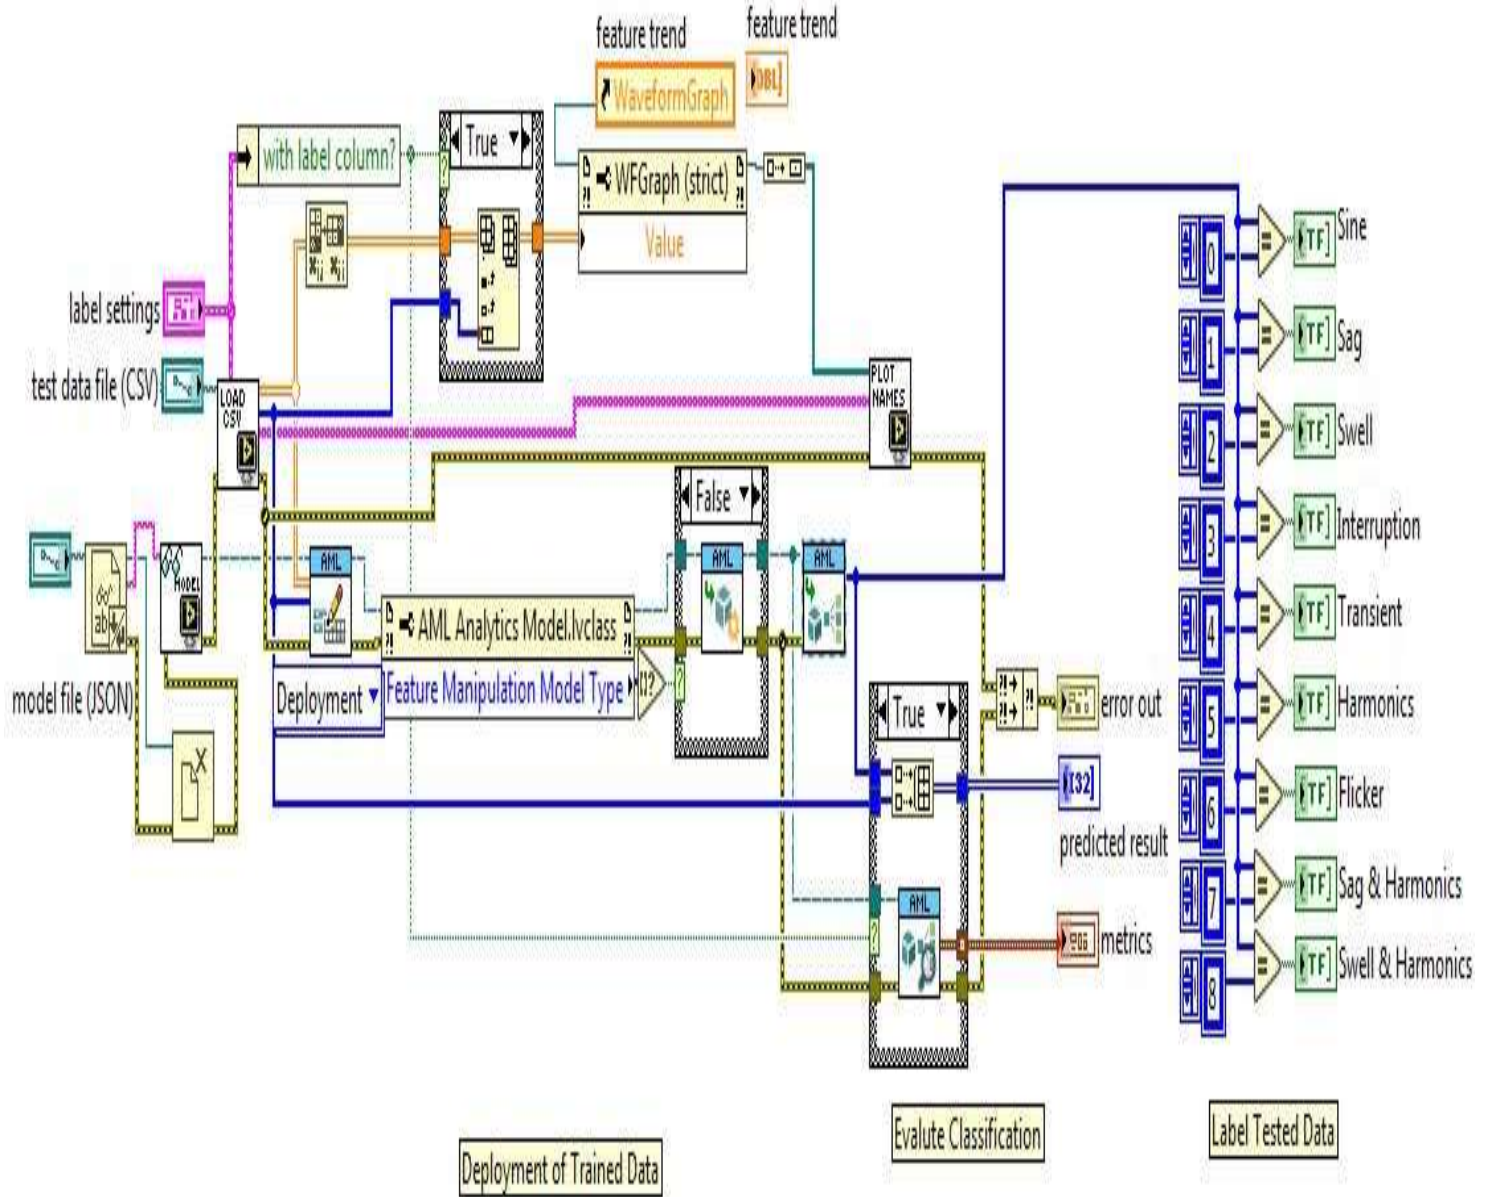 feature trend
feature trend
WaveformGraph
DBL]
with label column?
True
WFGraph (strict)
Value
label settings
test data file (CSV)
LOAD
CSV
PLOT
NAMES
False
MODEL
AML
AML
AML
AML Analytics Model.lvclass
Deployment
Feature Manipulation Model Type
model file (JSON)
ab
True
error out
I32]
predicted result
AML
metrics
0
TF]
Sine
1
TF]
Sag
2
TF]
Swell
3
TF]
Interruption
4
TF]
Transient
5
TF]
Harmonics
6
TF]
Flicker
7
TF]
Sag & Harmonics
8
TF]
Swell & Harmonics
Deployment of Trained Data
Evalute Classification
Label Tested Data